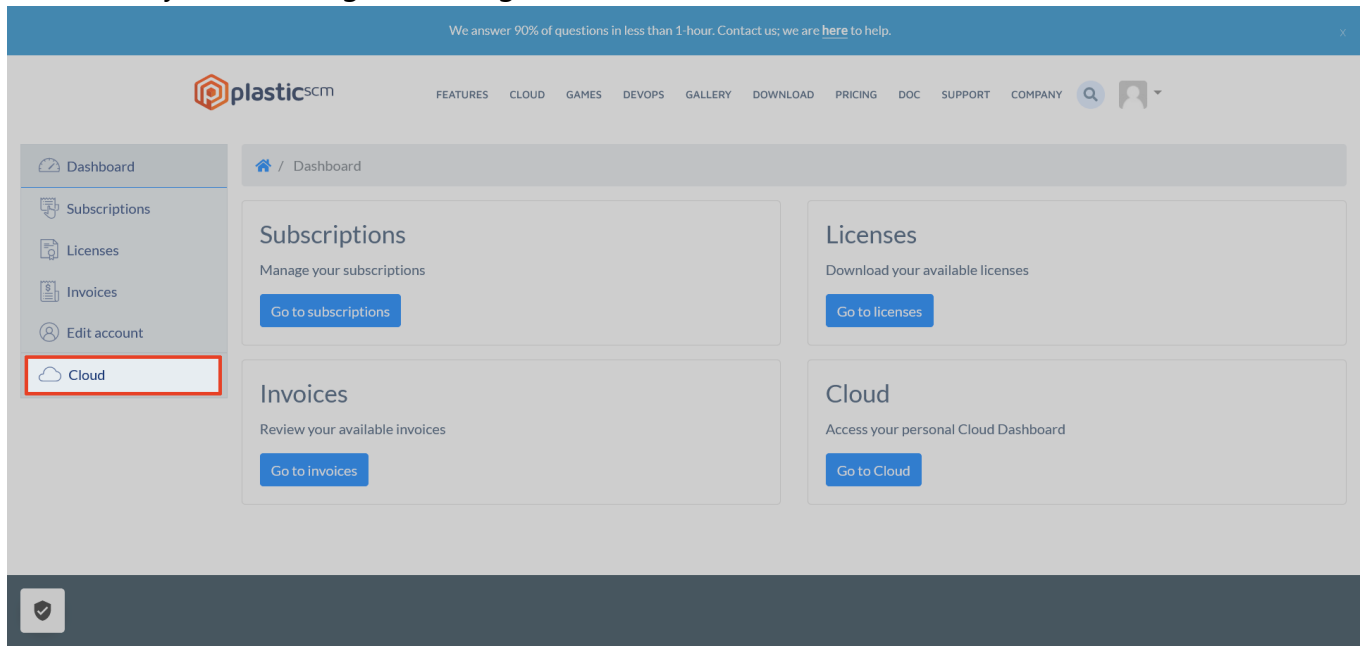 We answer 90% of questions in less than 1-hour. Contact us; we are here to help.
x
plasticscm
FEATURES CLOUD GAMES DEVOPS GALLERY DOWNLOAD PRICING DOC SUPPORT COMPANY
Dashboard
Subscriptions
Licenses
Invoices
Edit account
Cloud
/ Dashboard
Subscriptions
Manage your subscriptions
Go to subscriptions
Licenses
Download your available licenses
Go to licenses
Invoices
Review your available invoices
Go to invoices
Cloud
Access your personal Cloud Dashboard
Go to Cloud